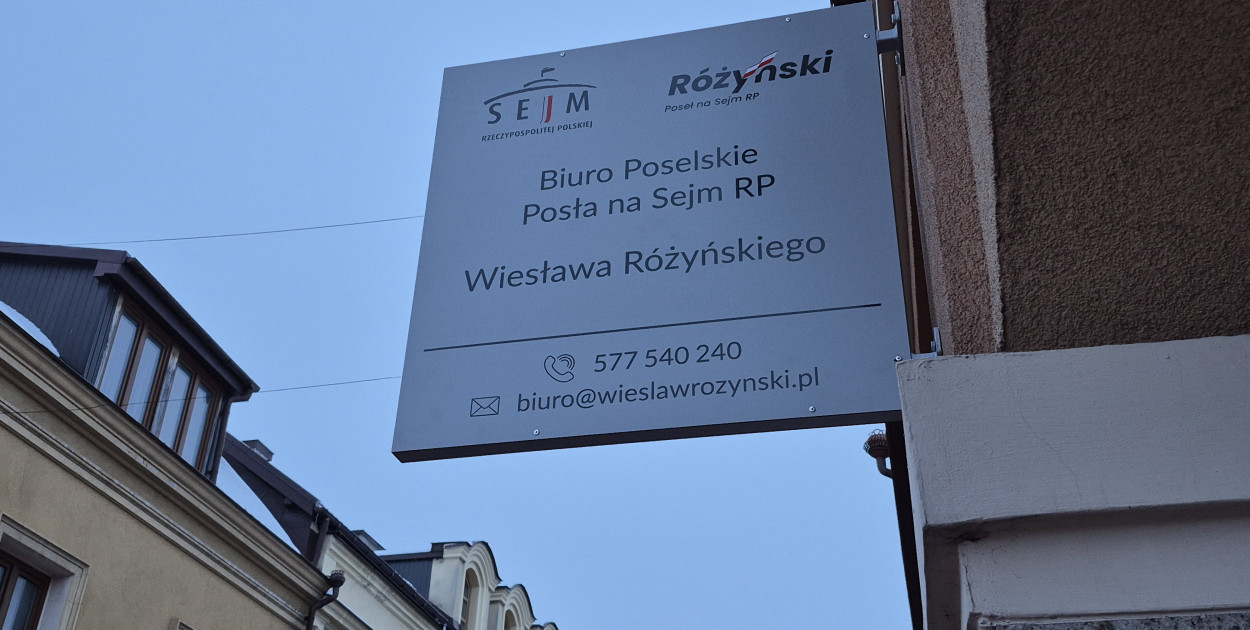 SEJM
RZECZYPOSPOLITEJ POLSKIEJ
Różyński
Poseł na Sejm RP
Biuro Poselskie
Posła na Sejm RP
Wiesława Różyńskiego
577 540 240
biuro@wieslawrozynski.pl